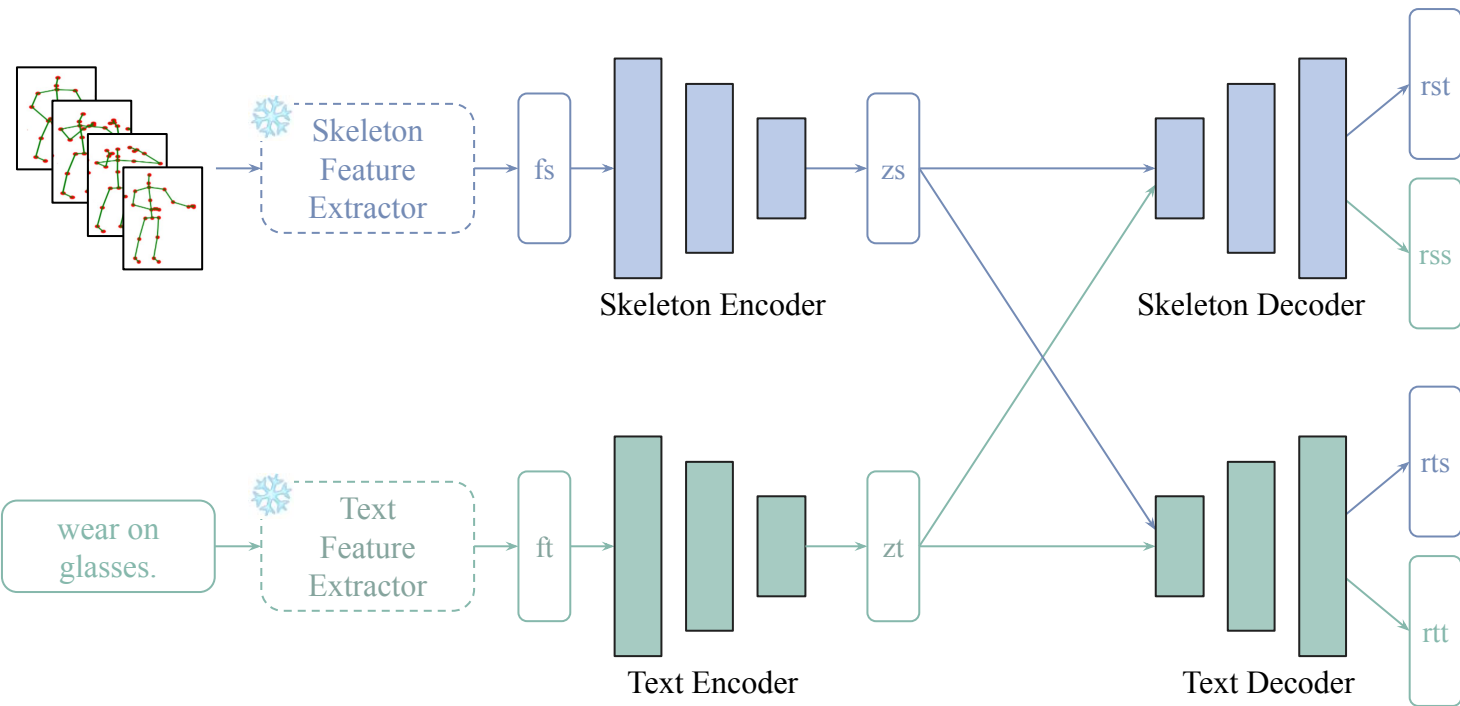 Skeleton
Feature
Extractor
fs
Skeleton Encoder
zs
Skeleton Decoder
rst
rss
wear on
glasses.
Text
Feature
Extractor
ft
Text Encoder
zt
Text Decoder
rts
rtt